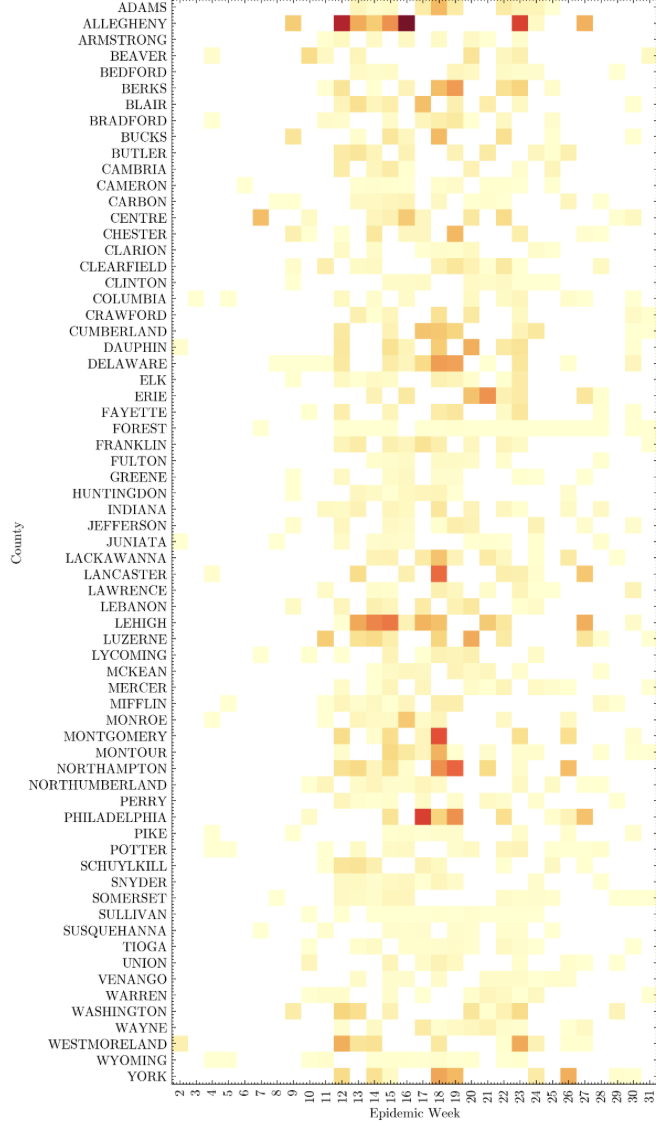 ADAMS
ALLEGHENY
ARMSTRONG
BEAVER
BEDFORD
BERKS
BLAIR
BRADFORD
BUCKS
BUTLER
CAMBRIA
CAMERON
CARBON
CENTRE
CHESTER
CLARION
CLEARFIELD
CLINTON
COLUMBIA
CRAWFORD
CUMBERLAND
DAUPHIN
DELAWARE
ELK
ERIE
FAYETTE
FOREST
FRANKLIN
FULTON
GREENE
HUNTINGDON
INDIANA
JEFFERSON
JUNIATA
LACKAWANNA
LANCASTER
LAWRENCE
LEBANON
LEHIGH
LUZERNE
LYCOMING
MCKEAN
MERCER
MIFFLIN
MONROE
MONTGOMERY
MONTOUR
NORTHAMPTON
NORTHUMBERLAND
PERRY
PHILADELPHIA
PIKE
POTTER
SCHUYLKILL
SNYDER
SOMERSET
SULLIVAN
SUSQUEHANNA
TIOGA
UNION
VENANGO
WARREN
WASHINGTON
WAYNE
WESTMORELAND
WYOMING
YORK
County
2 3 4 5 6 7 8 9 10 11 12 13 14 15 16 17 18 19 20 21 22 23 24 25 26 27 28 29 30 31
Epidemic Week